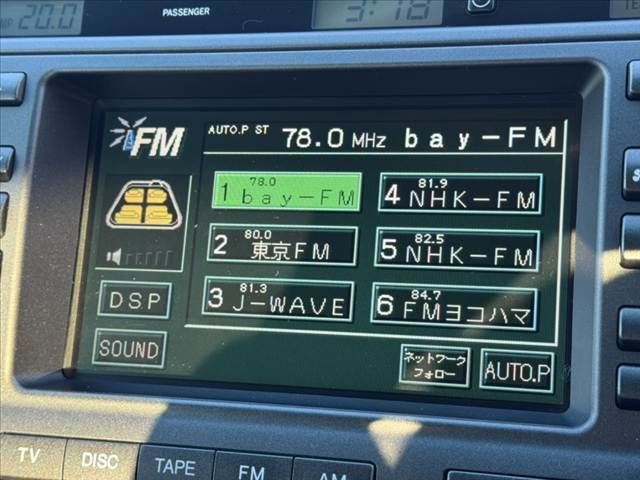 20.0
PASSENGER
3:18
FM
AUTO.P ST 78.0 MHz bay-FM
78.0
1 bay-FM
81.9
4 NHK-FM
80.0
2 東京FM
82.5
5 NHK-FM
81.3
3 J-WAVE
84.7
6 FMヨコハマ
DSP
SOUND
ネットワーク
フォロー
AUTO.P
TV
DISC
TAPE
FM
AM